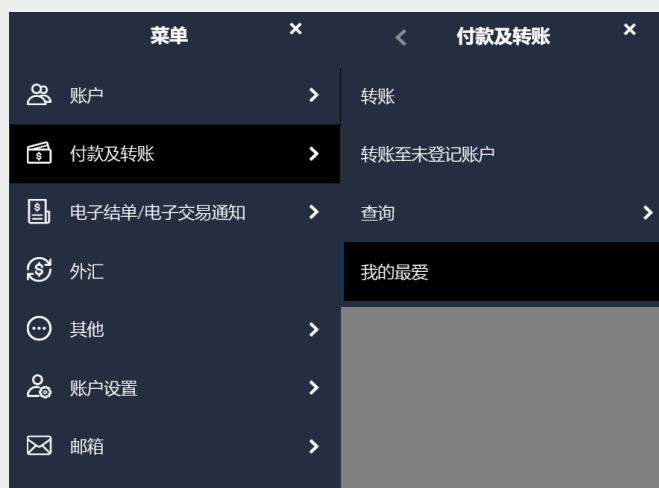 菜单
账户
付款及转账
电子结单/电子交易通知
外汇
其他
账户设置
邮箱
付款及转账
转账
转账至未登记账户
查询
我的最爱